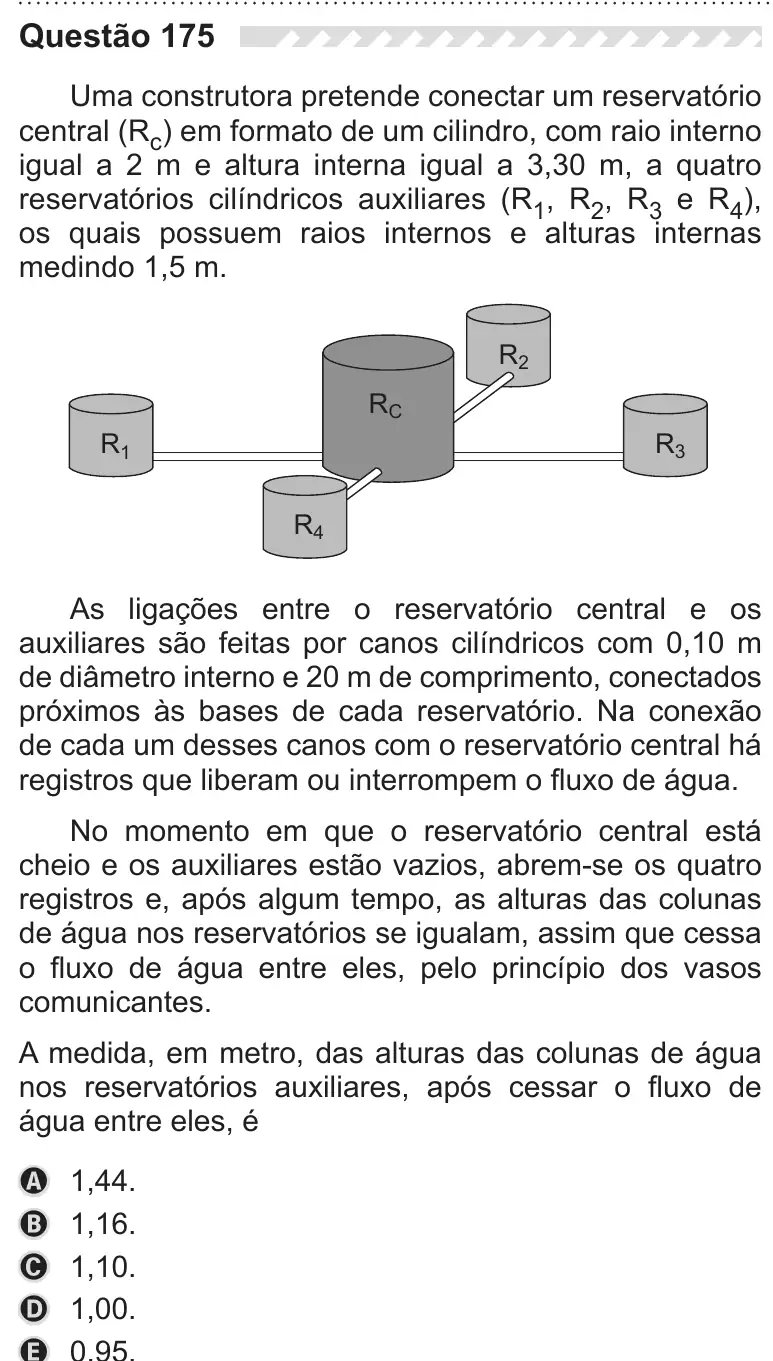 Questão 175
Uma construtora pretende conectar um reservatório
central (Rc) em formato de um cilindro, com raio interno
igual a 2 m e altura interna igual a 3,30 m, a quatro
reservatórios cilíndricos auxiliares (R1, R2, R3 e R4),
os quais possuem raios internos e alturas internas
medindo 1,5 m.
R2
RC
R1
R3
R4
As ligações entre o reservatório central e os
auxiliares são feitas por canos cilíndricos com 0,10 m
de diâmetro interno e 20 m de comprimento, conectados
próximos às bases de cada reservatório. Na conexão
de cada um desses canos com o reservatório central há
registros que liberam ou interrompem o fluxo de água.
No momento em que o reservatório central está
cheio e os auxiliares estão vazios, abrem-se os quatro
registros e, após algum tempo, as alturas das colunas
de água nos reservatórios se igualam, assim que cessa
o fluxo de água entre eles, pelo princípio dos vasos
comunicantes.
A medida, em metro, das alturas das colunas de água
nos reservatórios auxiliares, após cessar o fluxo de
água entre eles, é
A 1,44.
B 1,16.
C 1,10.
D 1,00.
E 0,95.